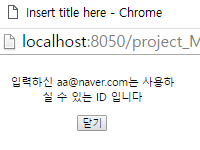 Insert title here - Chrome
localhost:8050/project_M
입력하신 aa@naver.com는 사용하
실 수 있는 ID 입니다
닫기